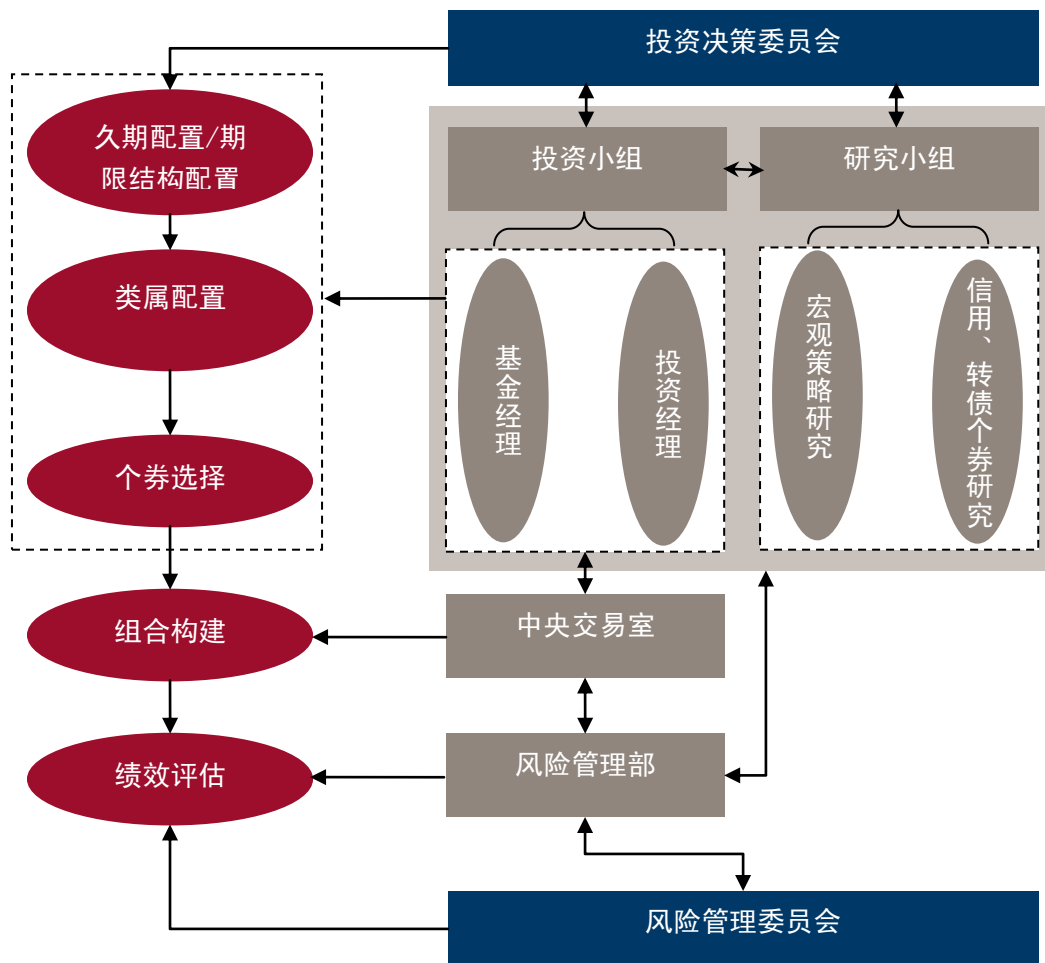 投资决策委员会
久期配置/期
限结构配置
投资小组
研究小组
类属配置
基金经理
投资经理
宏观策略研究
信用、转债个券研究
个券选择
组合构建
中央交易室
绩效评估
风险管理部
风险管理委员会